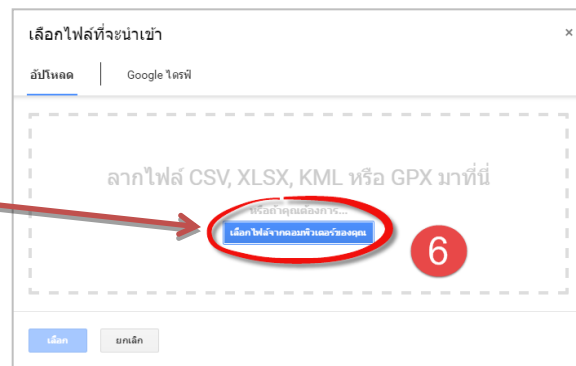 เลือกไฟล์ที่จะนำเข้า ×
อัปโหลด Google ไดรฟ์
ลากไฟล์ CSV, XLSX, KML หรือ GPX มาที่นี่
หรือถ้าคุณต้องการ...
เลือกไฟล์จากคอมพิวเตอร์ของคุณ
6
เลือก ยกเลิก